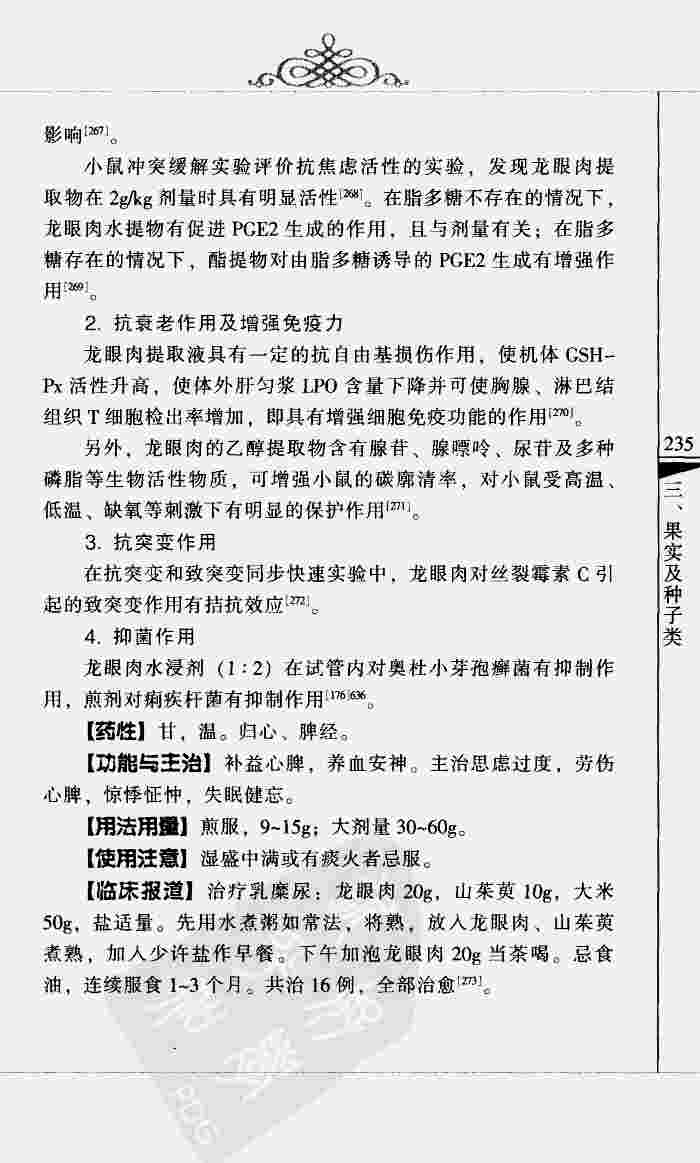 影响[267]。
小鼠冲突缓解实验评价抗焦虑活性的实验，发现龙眼肉提
取物在 2g/kg 剂量时具有明显活性[268]。在脂多糖不存在的情况下，
龙眼肉水提物有促进 PGE2 生成的作用，且与剂量有关；在脂多
糖存在的情况下，酯提物对由脂多糖诱导的 PGE2 生成有增强作
用[269]。
2. 抗衰老作用及增强免疫力
龙眼肉提取液具有一定的抗自由基损伤作用，使机体 GSH-
Px 活性升高，使体外肝匀浆 LPO 含量下降并可使胸腺、淋巴结
组织 T 细胞检出率增加，即具有增强细胞免疫功能的作用[270]。
另外，龙眼肉的乙醇提取物含有腺苷、腺嘌呤、尿苷及多种
磷脂等生物活性物质，可增强小鼠的碳廓清率，对小鼠受高温、
低温、缺氧等刺激下有明显的保护作用[271]。
3. 抗突变作用
在抗突变和致突变同步快速实验中，龙眼肉对丝裂霉素 C 引
起的致突变作用有拮抗效应[272]。
4. 抑菌作用
龙眼肉水浸剂（1∶2）在试管内对奥杜小芽孢癣菌有抑制作
用，煎剂对痢疾杆菌有抑制作用[176]636。
【药性】甘，温。归心、脾经。
【功能与主治】补益心脾，养血安神。主治思虑过度，劳伤
心脾，惊悸怔忡，失眠健忘。
【用法用量】煎服，9~15g；大剂量 30~60g。
【使用注意】湿盛中满或有痰火者忌服。
【临床报道】治疗乳糜尿：龙眼肉 20g，山茱萸 10g，大米
50g，盐适量。先用水煮粥如常法，将熟，放入龙眼肉、山茱萸
煮熟，加入少许盐作早餐。下午加泡龙眼肉 20g 当茶喝。忌食
油，连续服食 1~3 个月。共治 16 例，全部治愈[273]。
235
三、果实及种子类
PDG